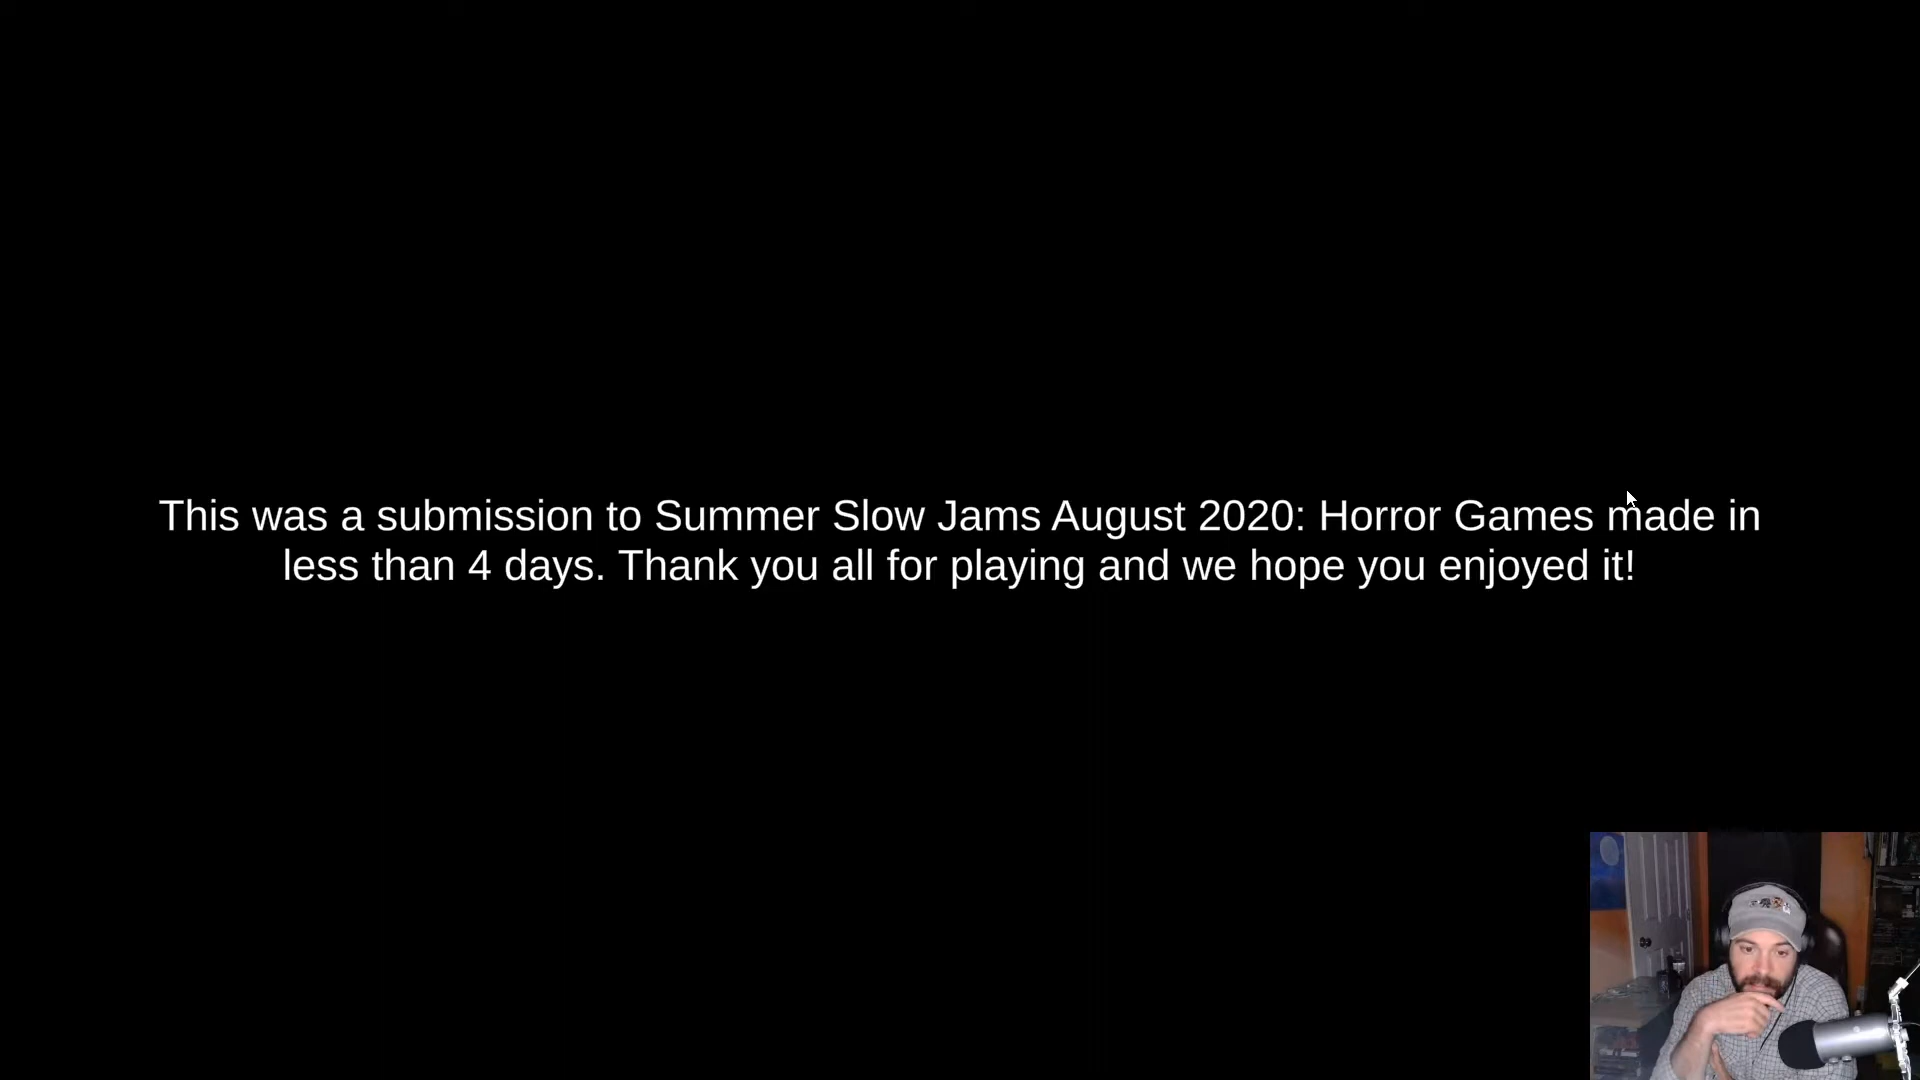 This was a submission to Summer Slow Jams August 2020: Horror Games made in
less than 4 days. Thank you all for playing and we hope you enjoyed it!